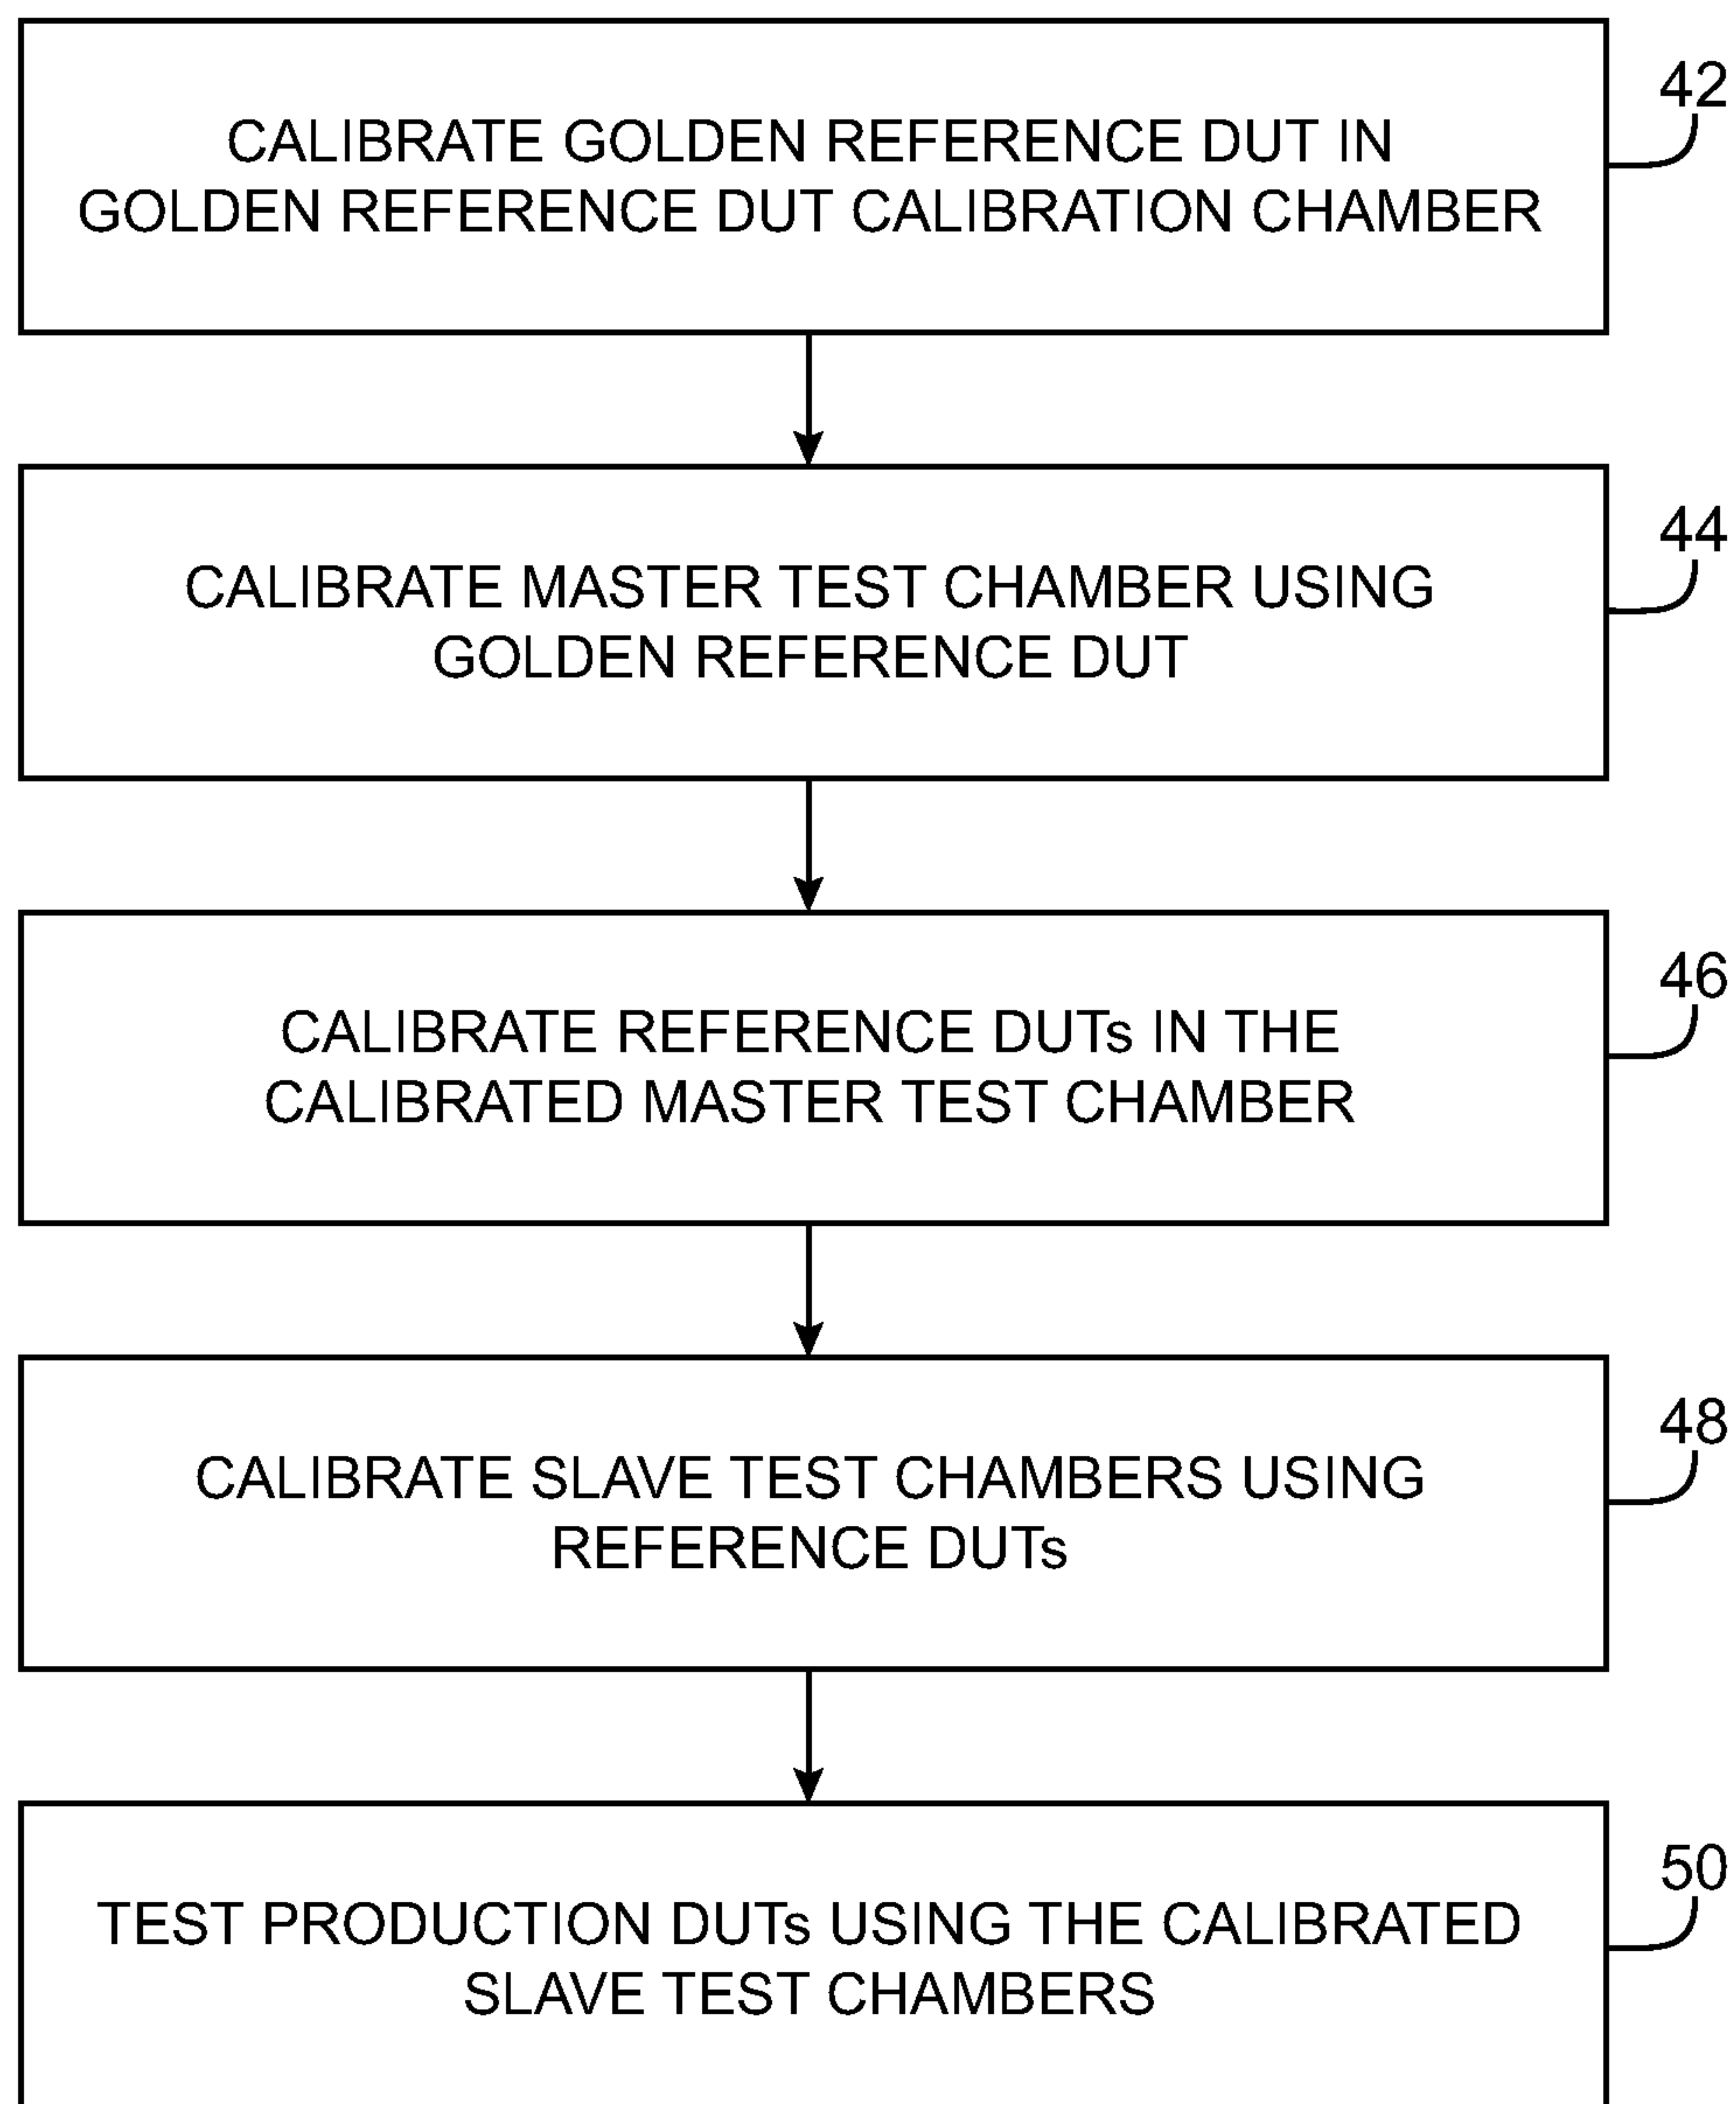 42
CALIBRATE GOLDEN REFERENCE DUT IN
GOLDEN REFERENCE DUT CALIBRATION CHAMBER
44
CALIBRATE MASTER TEST CHAMBER USING
GOLDEN REFERENCE DUT
46
CALIBRATE REFERENCE DUTs IN THE
CALIBRATED MASTER TEST CHAMBER
48
CALIBRATE SLAVE TEST CHAMBERS USING
REFERENCE DUTs
50
TEST PRODUCTION DUTs USING THE CALIBRATED
SLAVE TEST CHAMBERS